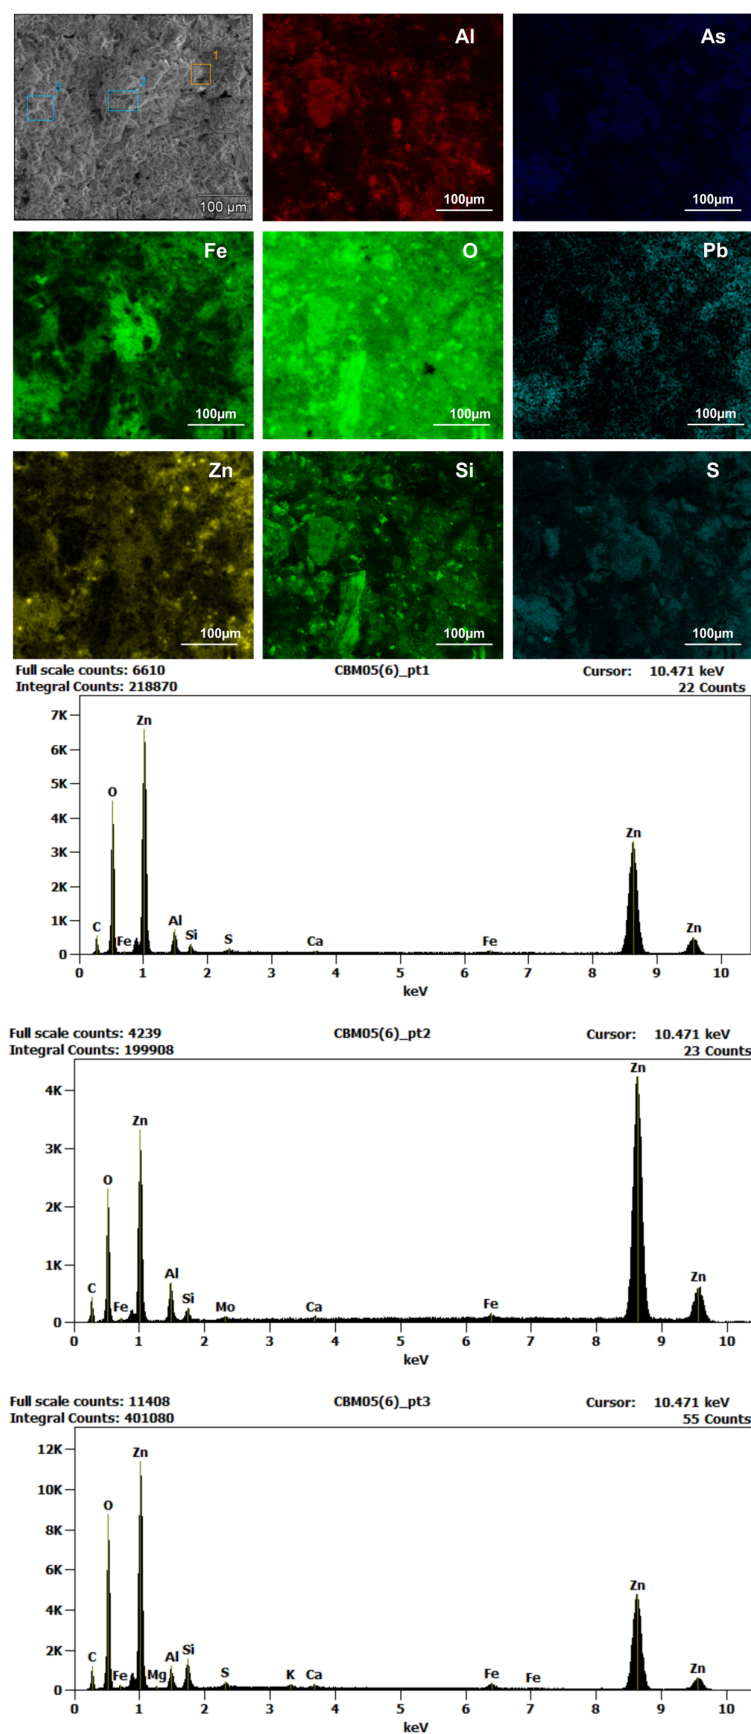 1
2
3
100 µm
Al
100µm
As
100µm
Fe
100µm
O
100µm
Pb
100µm
Zn
100µm
Si
100µm
S
100µm
Full scale counts: 6610 CBM05(6)_pt1 Cursor: 10.471 keV
Integral Counts: 218870 22 Counts
7K
6K
5K
4K
3K
2K
1K
0
C O Fe Zn Al Si S Ca Fe Zn Zn
0 1 2 3 4 5 6 7 8 9 10
keV
Full scale counts: 4239 CBM05(6)_pt2 Cursor: 10.471 keV
Integral Counts: 199908 23 Counts
4K
3K
2K
1K
0
C O Fe Zn Al Si Mo Ca Fe Zn Zn
0 1 2 3 4 5 6 7 8 9 10
keV
Full scale counts: 11408 CBM05(6)_pt3 Cursor: 10.471 keV
Integral Counts: 401080 55 Counts
12K
10K
8K
6K
4K
2K
0
C O Fe Zn Mg Al Si S K Ca Fe Fe Zn Zn
0 1 2 3 4 5 6 7 8 9 10
keV